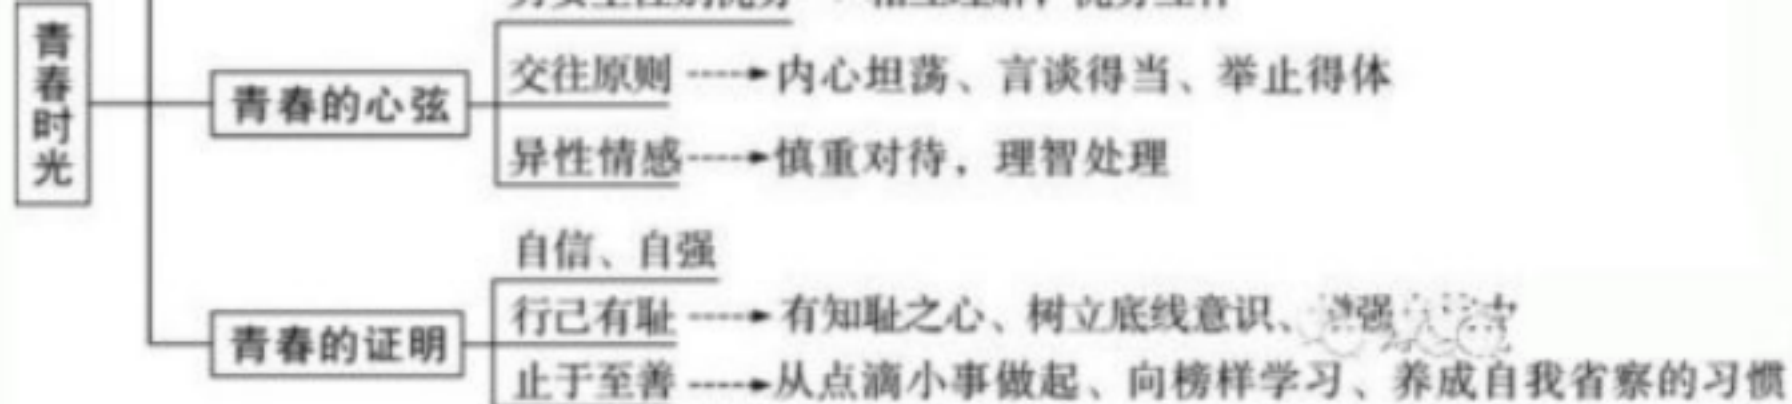 青春时光
青春的心弦
交往原则 内心坦荡、言谈得当、举止得体
异性情感 慎重对待,理智处理
青春的证明
自信、自强
行己有耻 有知耻之心、树立底线意识、
止于至善 从点滴小事做起、向榜样学习、养成自我省察的习惯